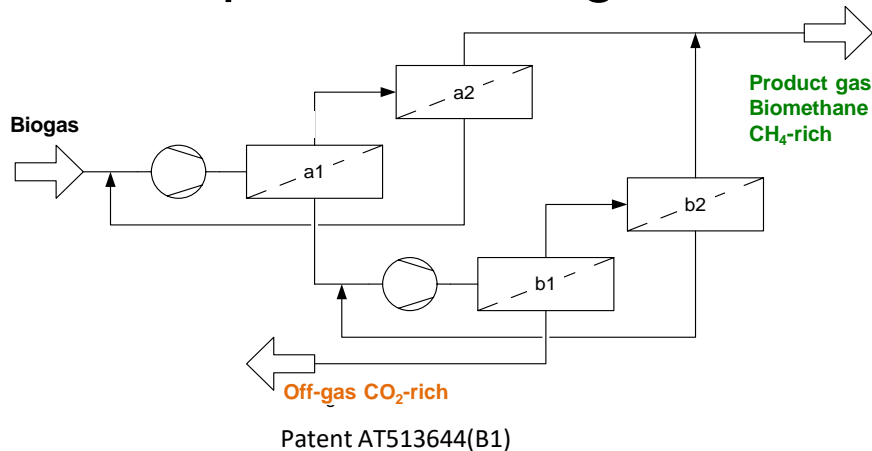 a2
Product gas
Biomethane
CH₄-rich
Biogas
a1
b2
b1
Off-gas CO₂-rich
Patent AT513644(B1)